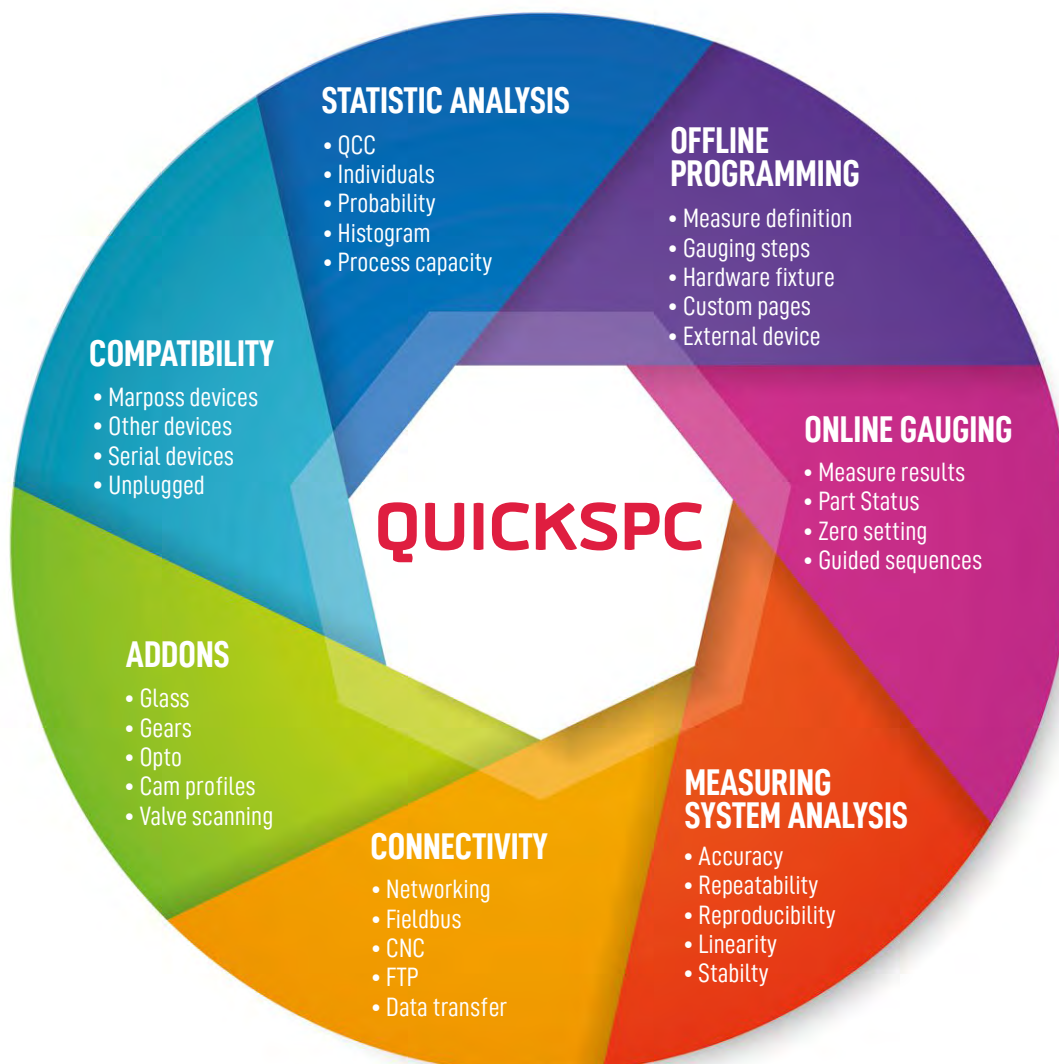 STATISTIC ANALYSIS
• QCC
• Individuals
• Probability
• Histogram
• Process capacity
OFFLINE
PROGRAMMING
• Measure definition
• Gauging steps
• Hardware fixture
• Custom pages
• External device
COMPATIBILITY
• Marposs devices
• Other devices
• Serial devices
• Unplugged
ONLINE GAUGING
• Measure results
• Part Status
• Zero setting
• Guided sequences
QUICKSPC
ADDONS
• Glass
• Gears
• Opto
• Cam profiles
• Valve scanning
MEASURING
SYSTEM ANALYSIS
• Accuracy
• Repeatability
• Reproducibility
• Linearity
• Stabilty
CONNECTIVITY
• Networking
• Fieldbus
• CNC
• FTP
• Data transfer